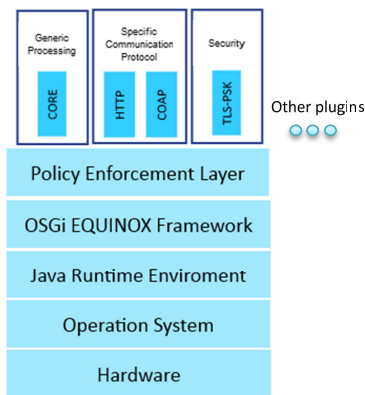 Generic
Processing
CORE
Specific
Communication
Protocol
HTTP
COAP
Security
TLS-PSK
Other plugins
Policy Enforcement Layer
OSGi EQUINOX Framework
Java Runtime Enviroment
Operation System
Hardware